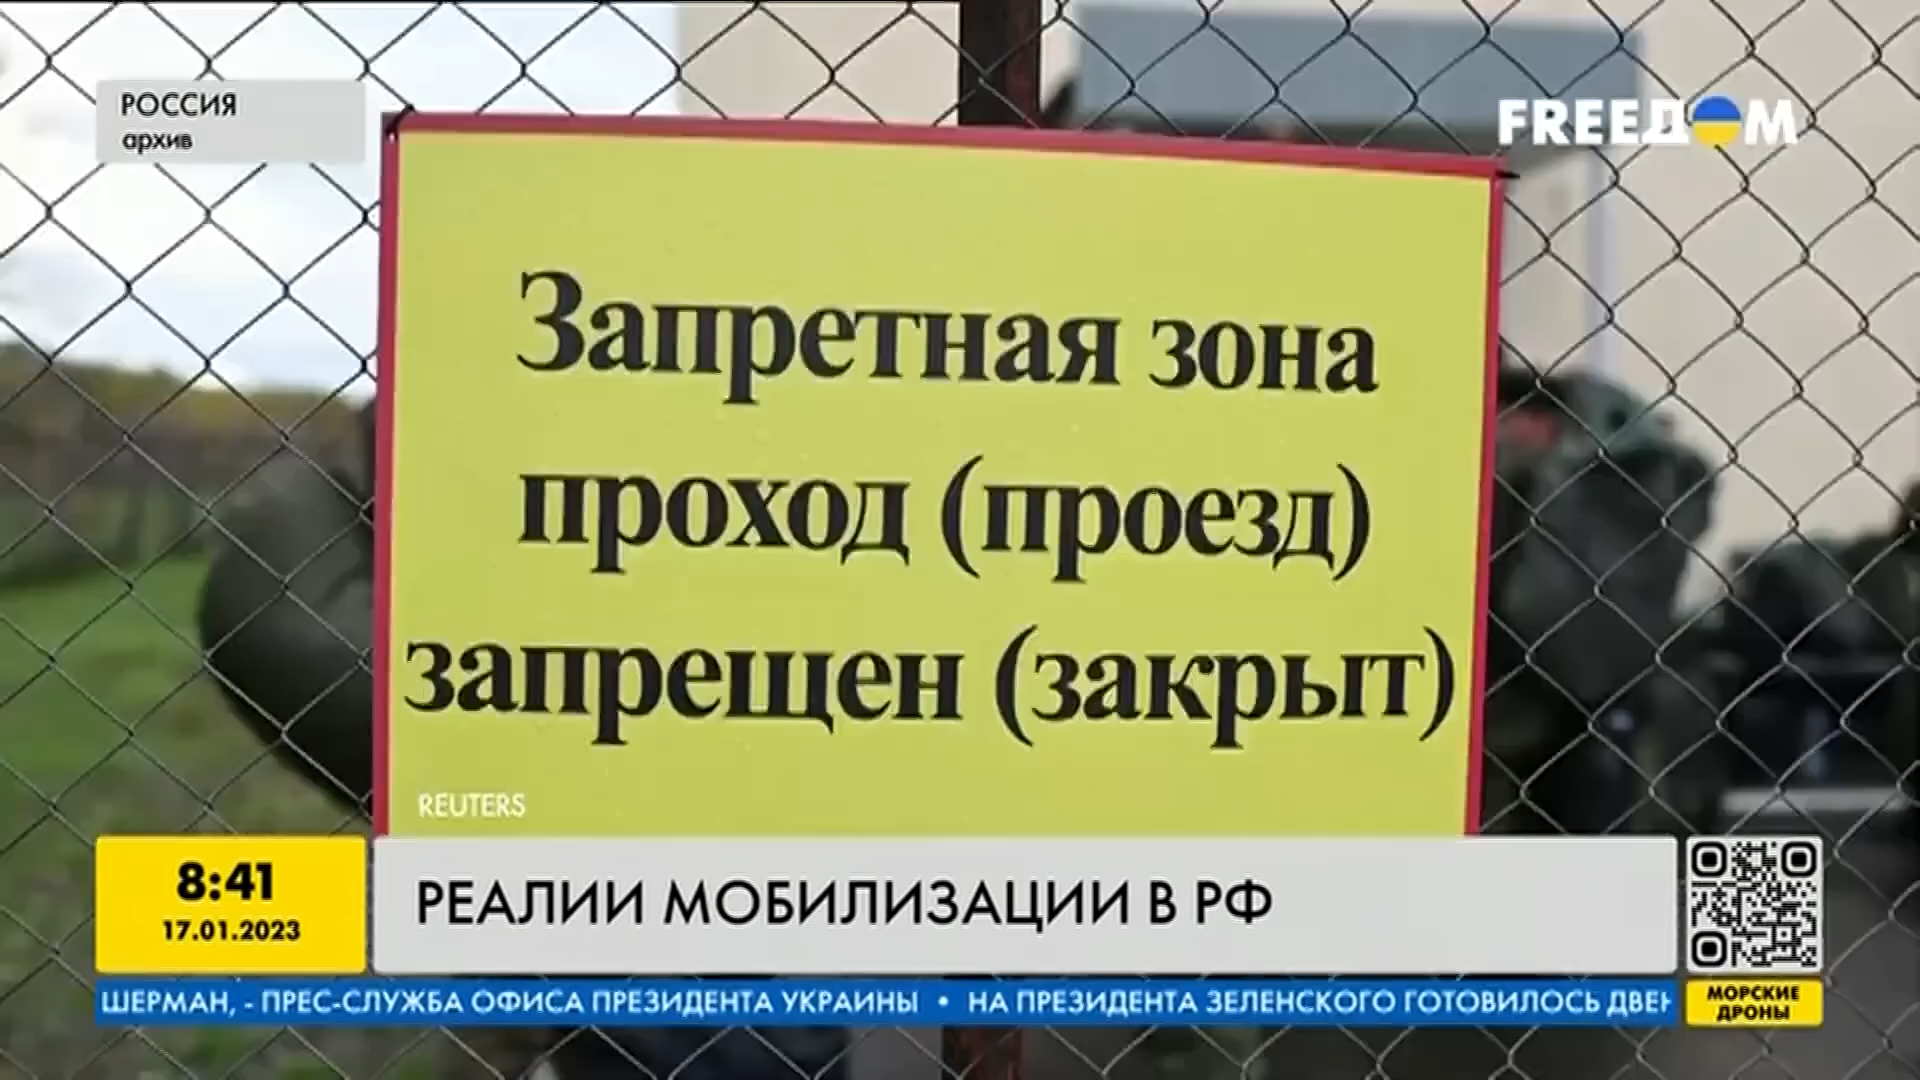 РОССИЯ
архив
FREEДOM
Запретная зона
проход (проезд)
запрещен (закрыт)
REUTERS
8:41
17.01.2023
РЕАЛИИ МОБИЛИЗАЦИИ В РФ
ШЕРМАН, - ПРЕС-СЛУЖБА ОФИСА ПРЕЗИДЕНТА УКРАИНЫ • НА ПРЕЗИДЕНТА ЗЕЛЕНСКОГО ГОТОВИЛОСЬ ДВЕН
МОРСКИЕ
ДРОНЫ